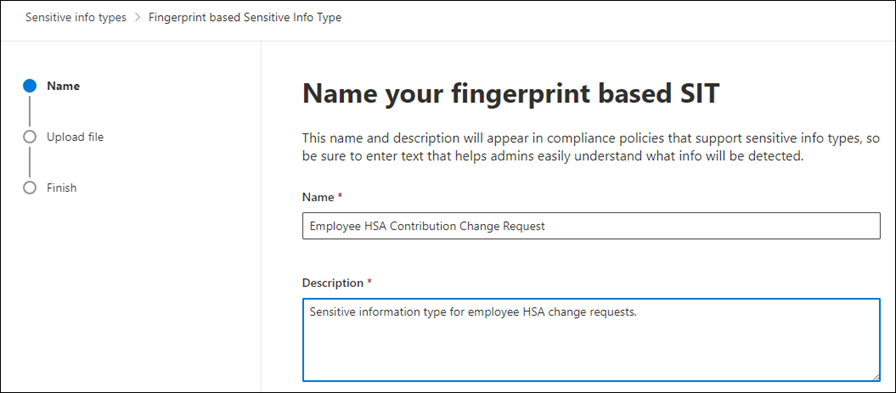 Sensitive info types > Fingerprint based Sensitive Info Type
Name
Upload file
Finish
Name your fingerprint based SIT
This name and description will appear in compliance policies that support sensitive info types, so
be sure to enter text that helps admins easily understand what info will be detected.
Name *
Employee HSA Contribution Change Request
Description *
Sensitive information type for employee HSA change requests.